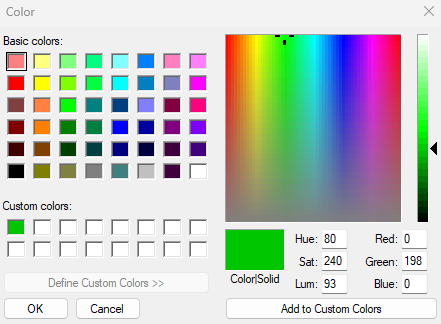 Color
Basic colors:
Custom colors:
Define Custom Colors >>
OK Cancel
Color|Solid
Hue: 80 Red: 0
Sat: 240 Green: 198
Lum: 93 Blue: 0
Add to Custom Colors